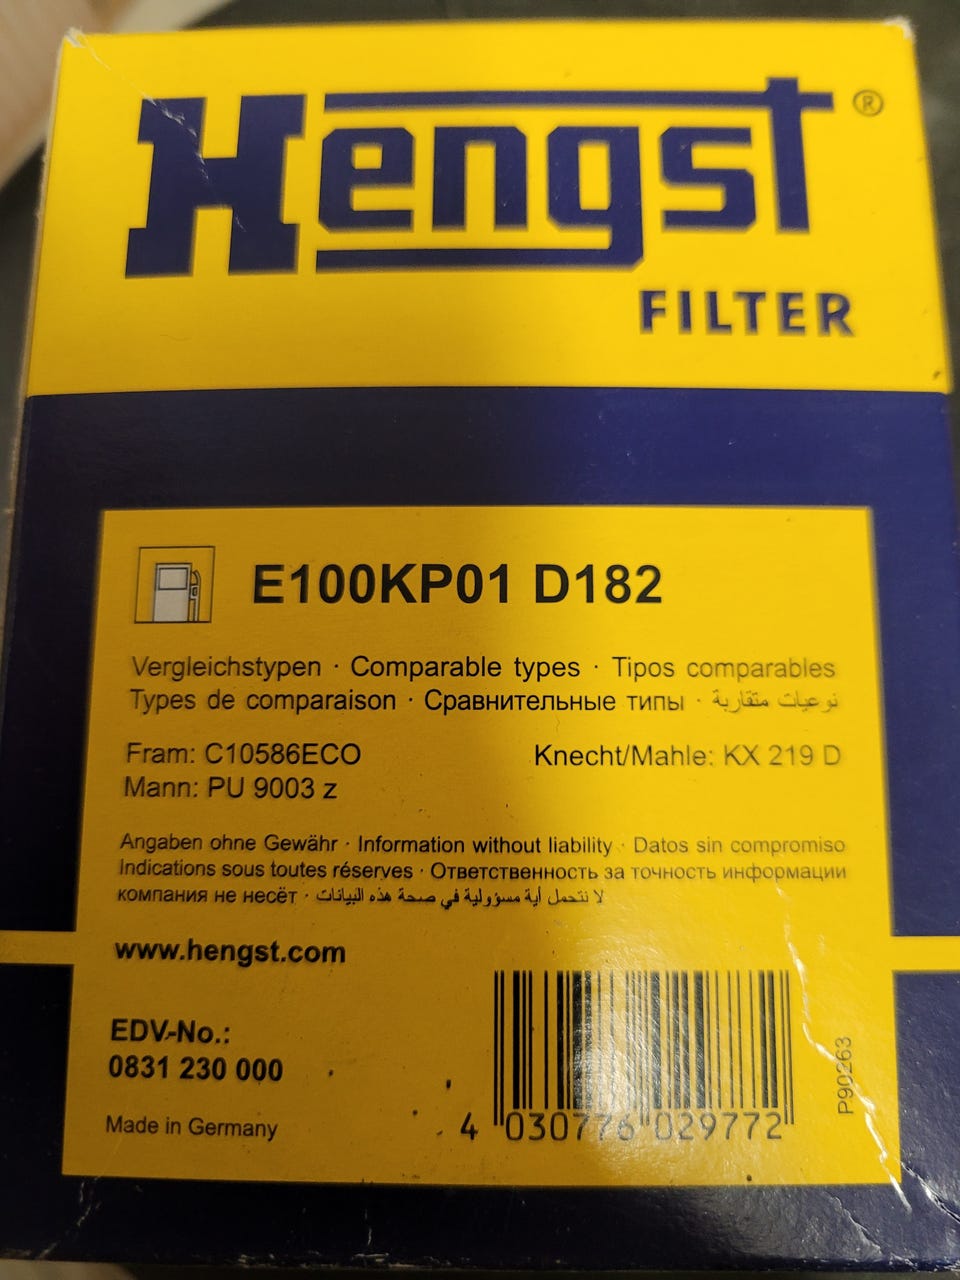 Hengst®
FILTER
E100KP01 D182
Vergleichstypen · Comparable types · Tipos comparables
Types de comparaison · Сравнительные типы · نوعيات متقاربة
Fram: C10586ECO
Knecht/Mahle: KX 219 D
Mann: PU 9003 z
Angaben ohne Gewähr · Information without liability · Datos sin compromiso
Indications sous toutes réserves · Ответственность за точность информации
компания не несёт · لا نتحمل أية مسؤولية في صحة هذه البيانات
www.hengst.com
EDV-No.:
0831 230 000
Made in Germany
4 030776 029772
P90263